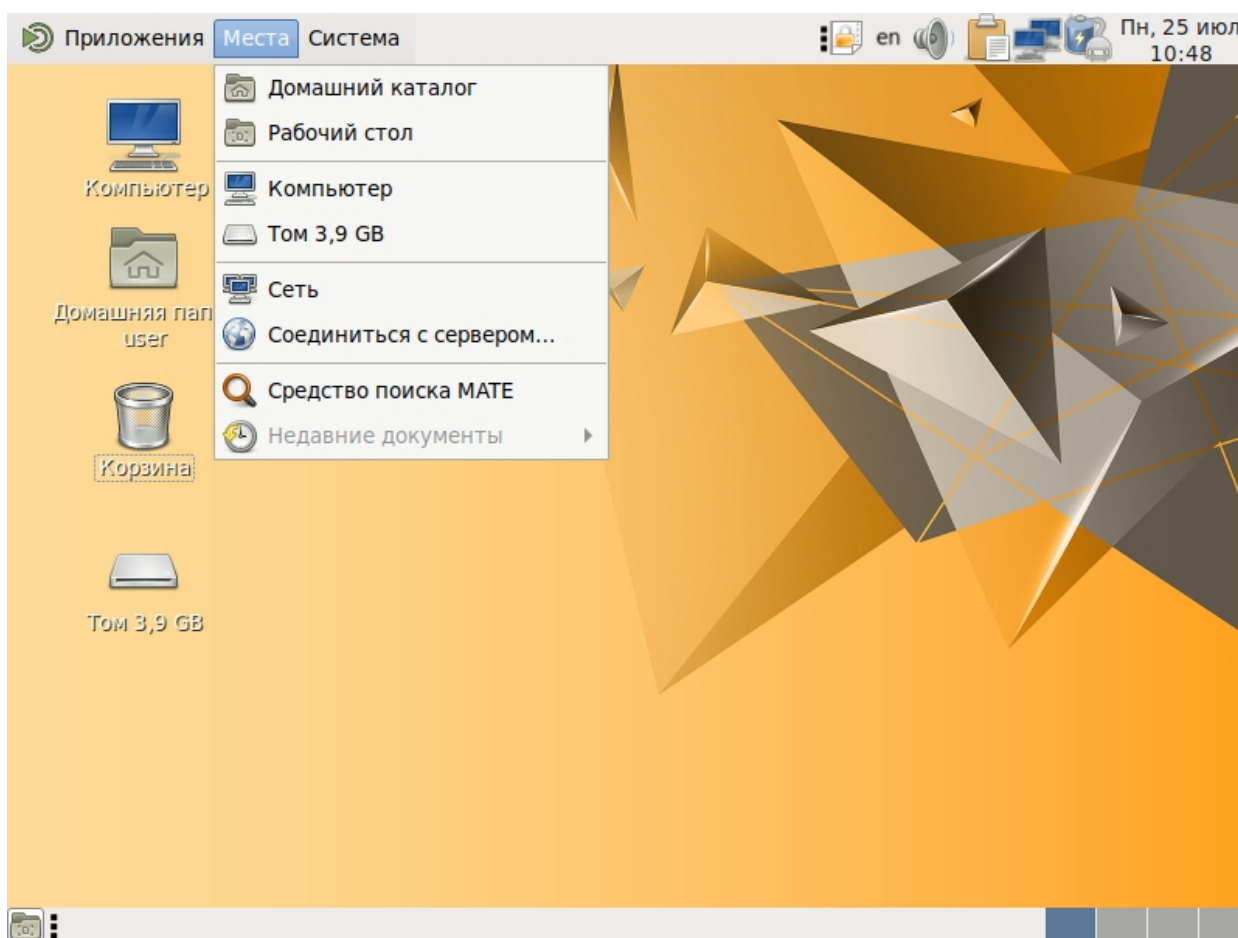 Приложения Места Система en Пн, 25 июл
10:48
Домашний каталог
Рабочий стол
Компьютер
Том 3,9 GB
Сеть
Соединиться с сервером...
Средство поиска MATE
Недавние документы
Компьютер
Домашняя пап
user
Корзина
Том 3,9 GB